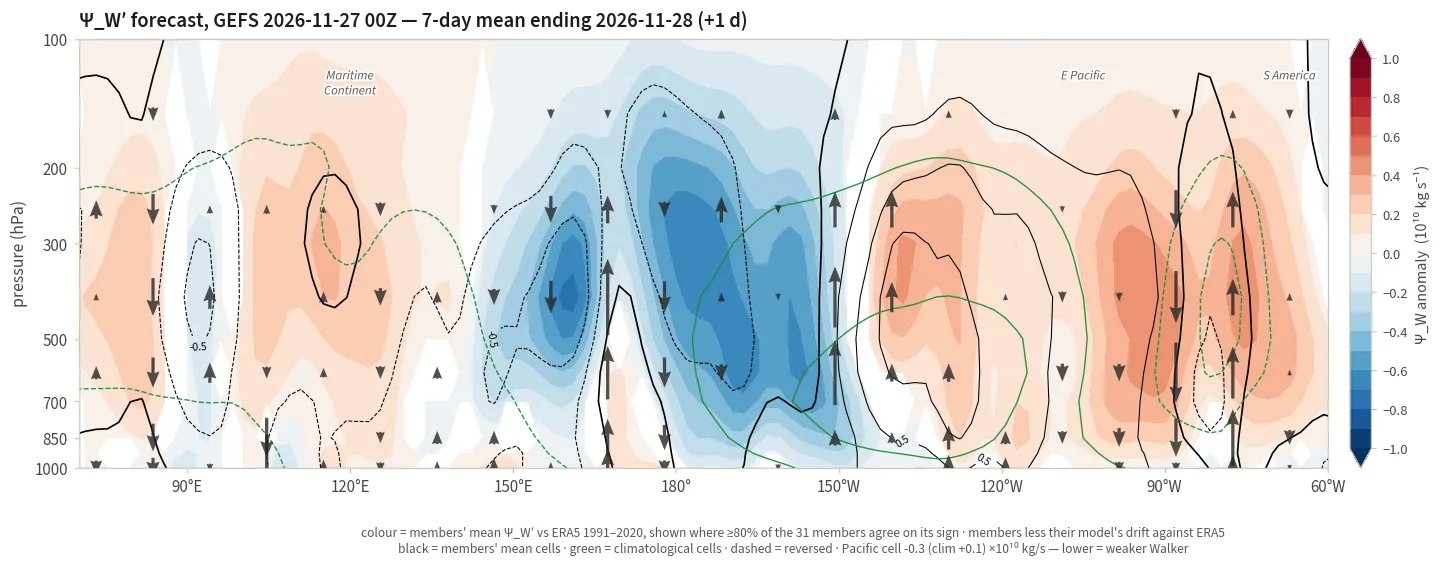 Ψ_W′ forecast, GEFS 2026-11-27 00Z — 7-day mean ending 2026-11-28 (+1 d)
100
200
300
400
500
700
850
1000
pressure (hPa)
Maritime
Continent
E Pacific
S America
-0.5
-0.5
0.5
0.5
90°E
120°E
150°E
180°
150°W
120°W
90°W
60°W
1.0
0.8
0.6
0.4
0.2
0.0
−0.2
−0.4
−0.6
−0.8
−1.0
Ψ_W anomaly (10¹⁰ kg s⁻¹)
colour = members' mean Ψ_W′ vs ERA5 1991–2020, shown where ≥80% of the 31 members agree on its sign · members less their model's drift against ERA5
black = members' mean cells · green = climatological cells · dashed = reversed · Pacific cell -0.3 (clim +0.1) ×10¹⁰ kg/s — lower = weaker Walker